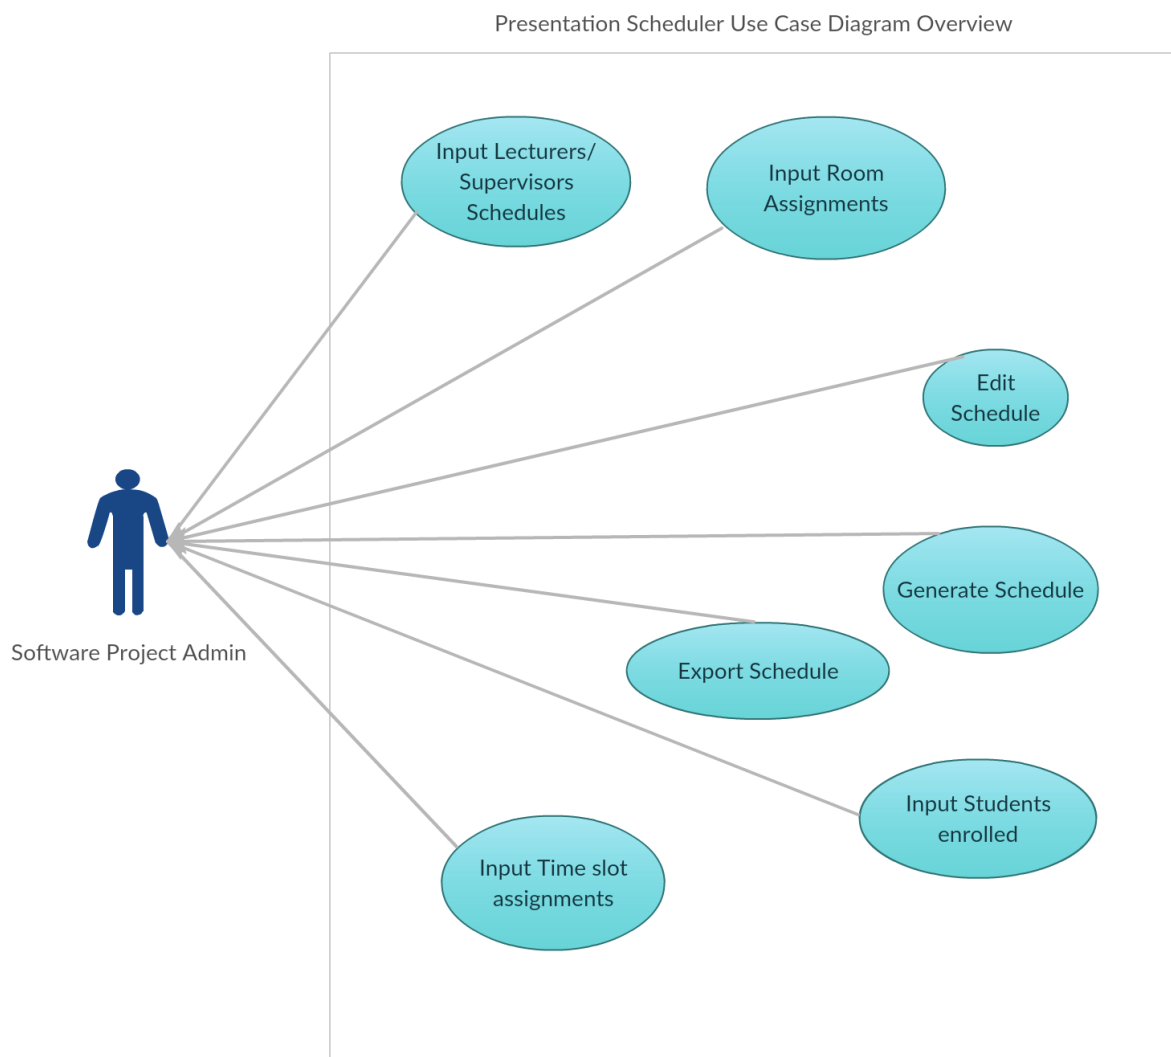 Presentation Scheduler Use Case Diagram Overview
Input Lecturers/
Supervisors
Schedules
Input Room
Assignments
Edit
Schedule
Generate Schedule
Software Project Admin
Export Schedule
Input Students
enrolled
Input Time slot
assignments